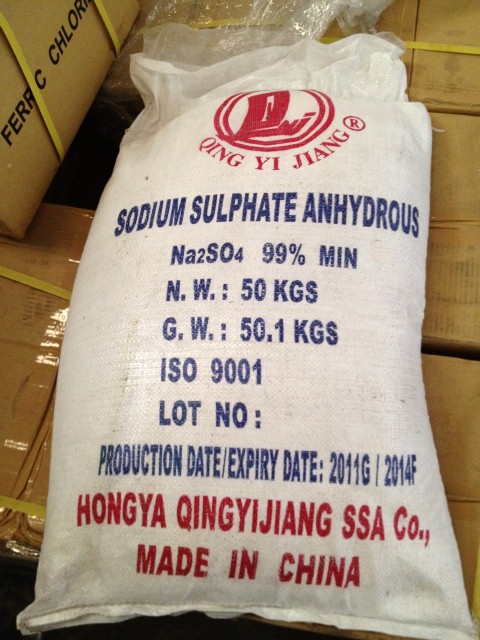 FERRIC CHLORI
QING YI JIANG ®
SODIUM SULPHATE ANHYDROUS
Na2SO4 99% MIN
N. W. : 50 KGS
G. W. : 50.1 KGS
ISO 9001
LOT NO :
PRODUCTION DATE/EXPIRY DATE: 2011G / 2014F
HONGYA QINGYIJIANG SSA Co.,
MADE IN CHINA